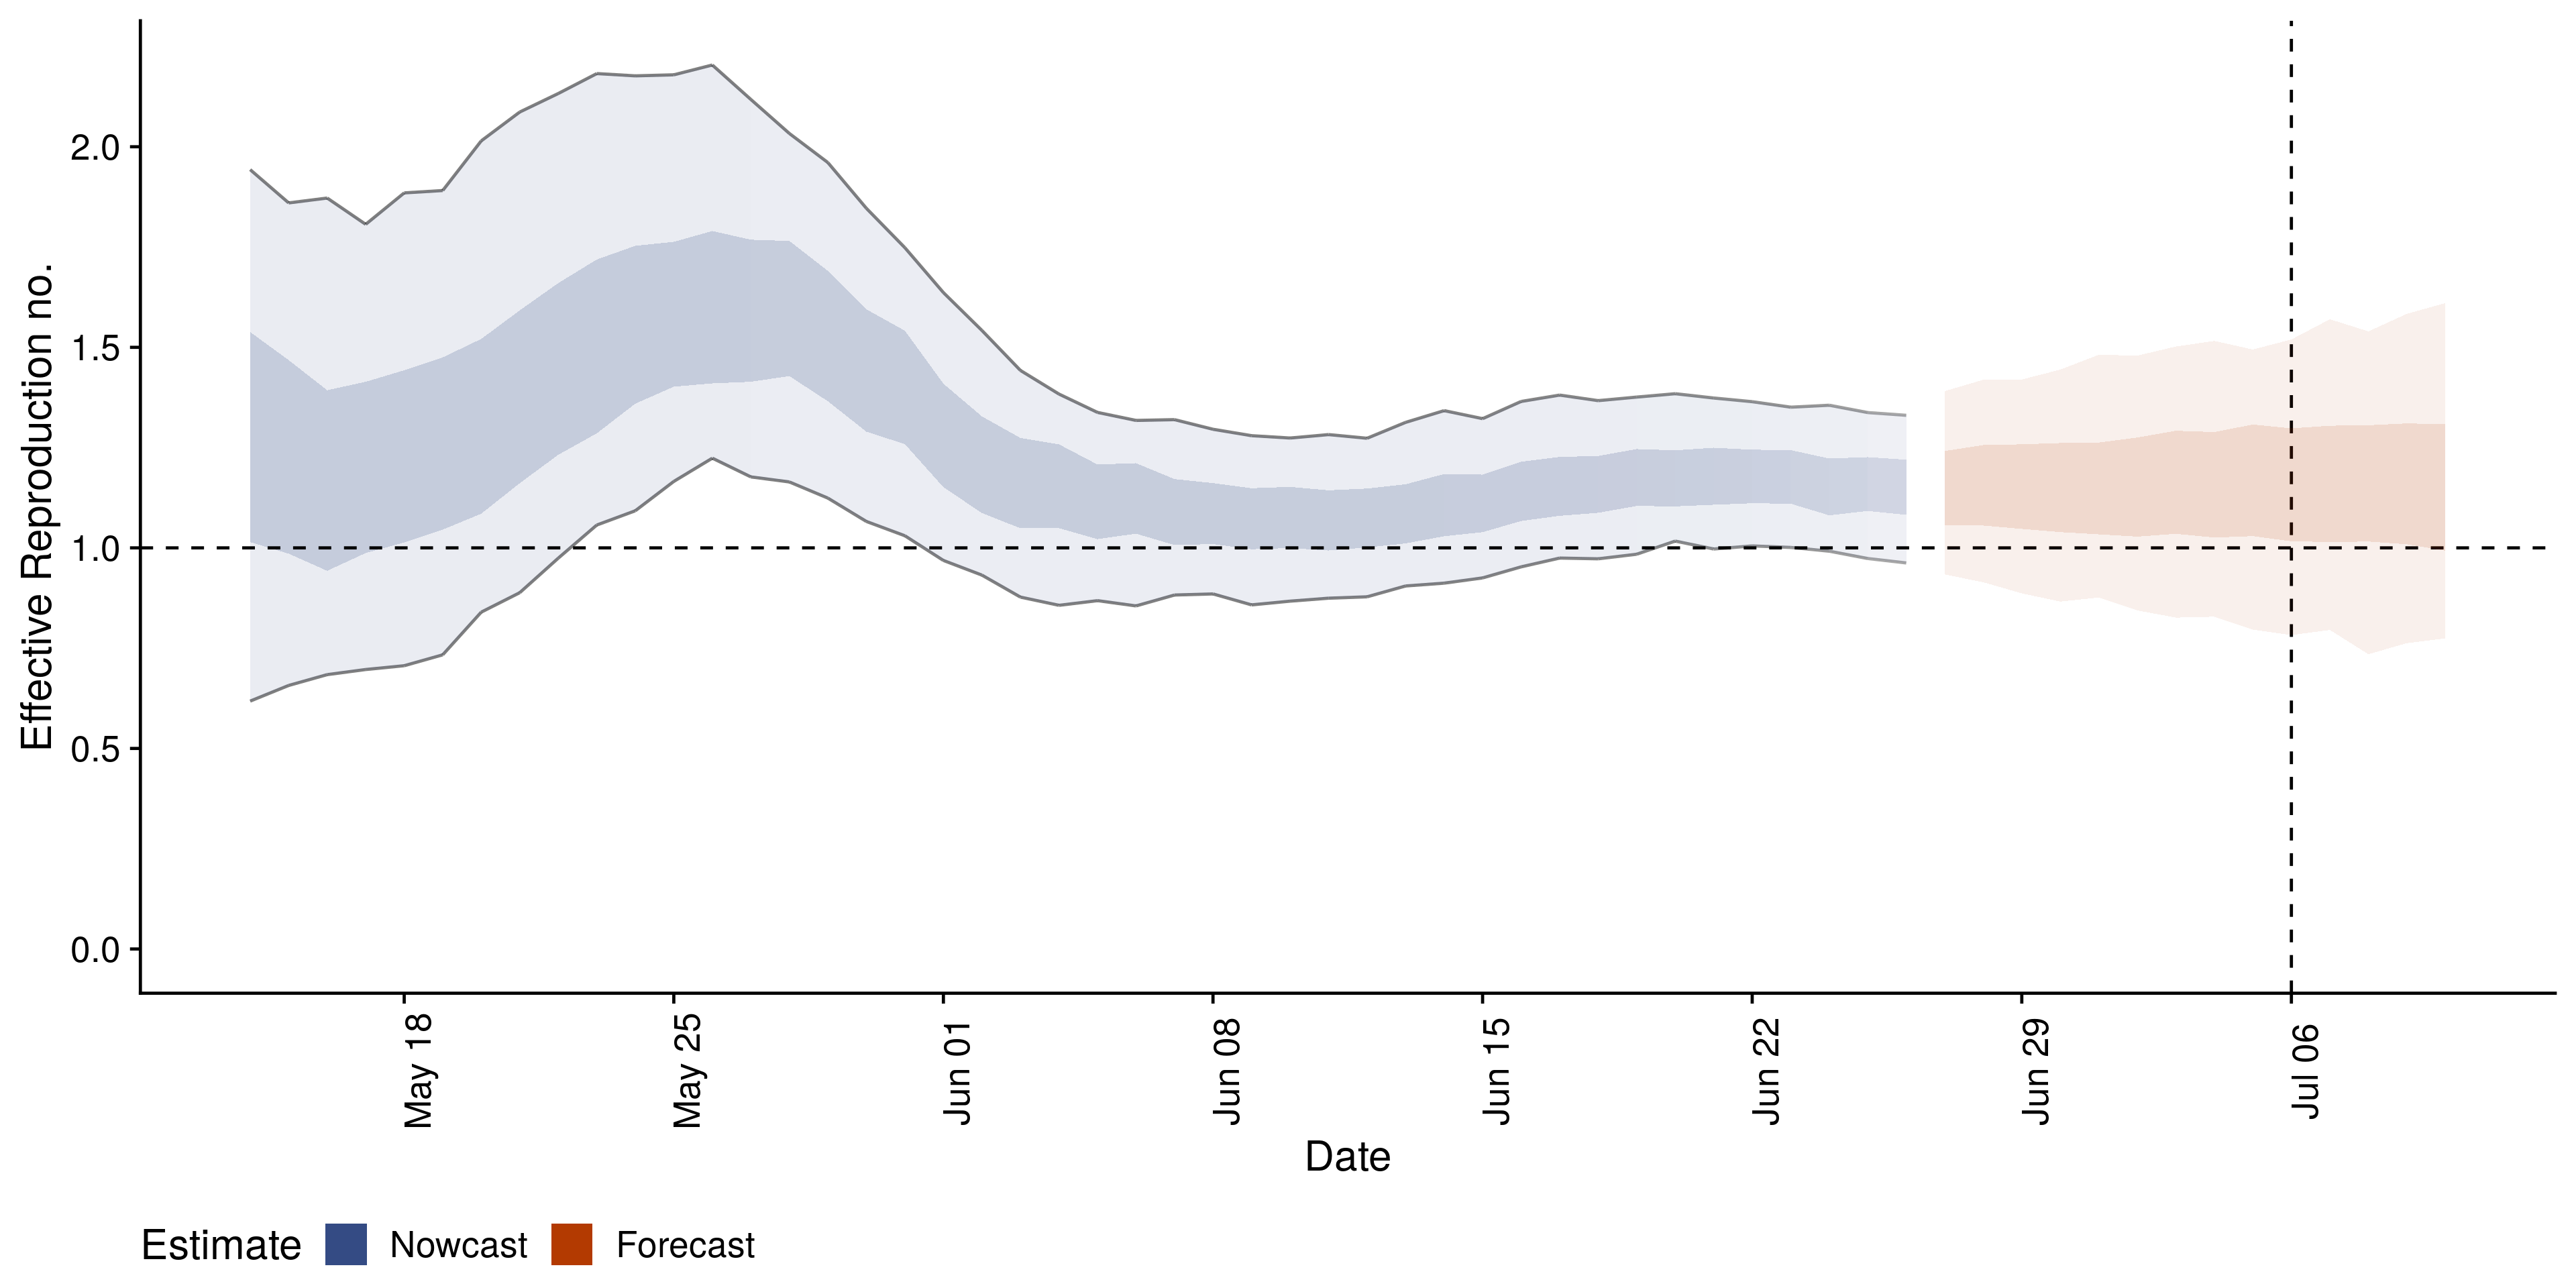 Effective Reproduction no.
2.0
1.5
1.0
0.5
0.0
May 18
May 25
Jun 01
Jun 08
Jun 15
Jun 22
Jun 29
Jul 06
Date
Estimate Nowcast Forecast